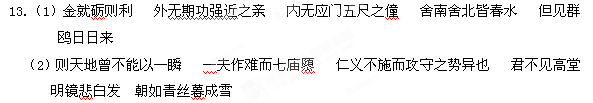 13.（1）金就砺则利 外无期功强近之亲 内无应门五尺之僮 舍南舍北皆春水 但见群
鸥日日来
（2）则天地曾不能以一瞬 一夫作难而七庙隳 仁义不施而攻守之势异也 君不见高堂
明镜悲白发 朝如青丝暮成雪